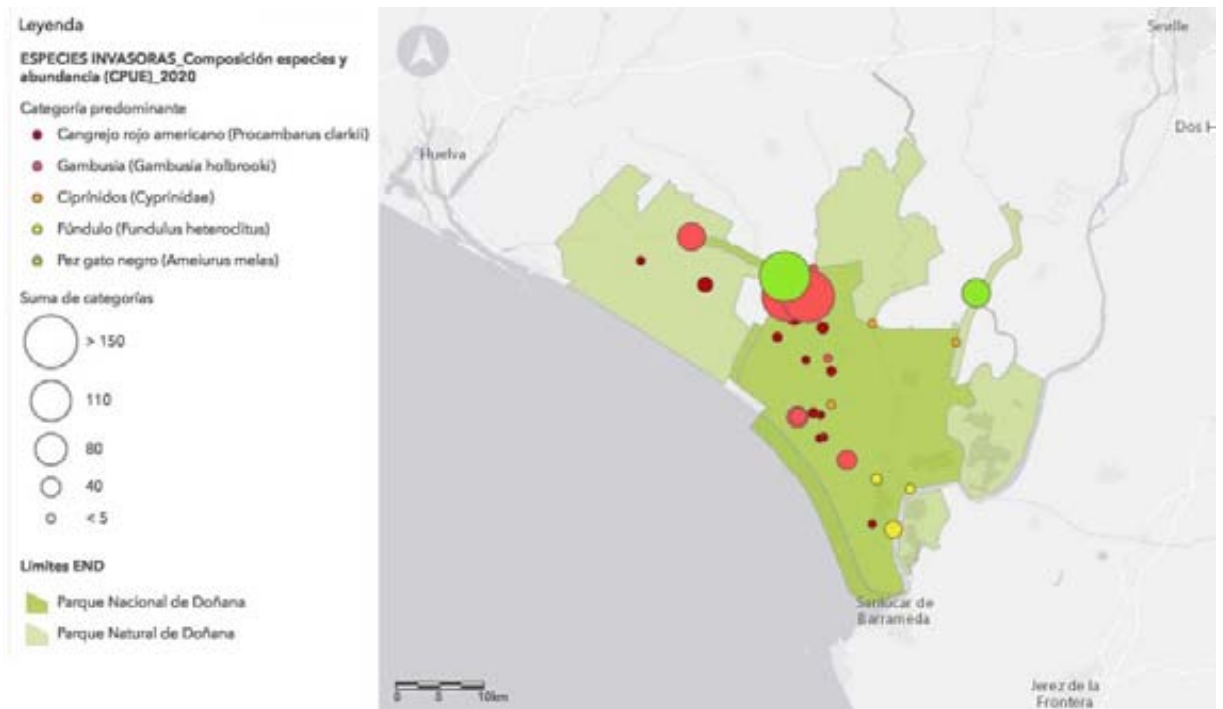 Leyenda
ESPECIES INVASORAS_Composición especies y
abundancia (CPUE)_2020
Categoría predominante
Cangrejo rojo americano (Procambarus clarkii)
Gambusia (Gambusia holbrooki)
Ciprínidos (Cyprinidae)
Fúndulo (Fundulus heteroclitus)
Pez gato negro (Ameiurus melas)
Suma de categorías
> 150
110
80
40
< 5
Límites END
Parque Nacional de Doñana
Parque Natural de Doñana
Seville
Dos H
Huelva
Sanlúcar de
Barrameda
Jerez de la
Frontera
0 5 10km